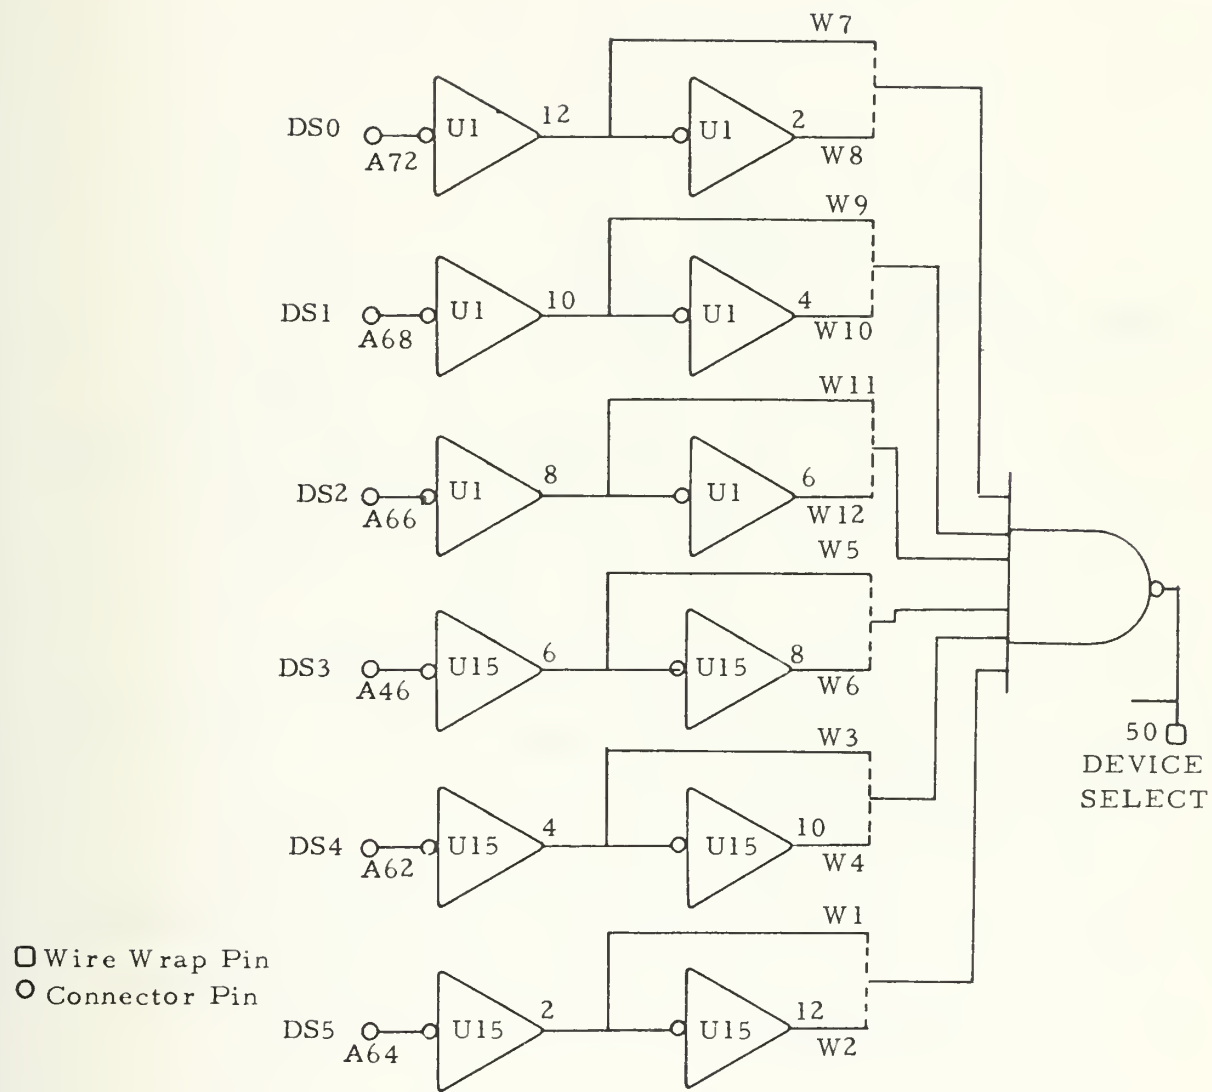 W7
DS0
A72
U1
12
U1
2
W8
W9
DS1
A68
U1
10
U1
4
W10
W11
DS2
A66
U1
8
U1
6
W12
W5
DS3
A46
U15
6
U15
8
W6
W3
DS4
A62
U15
4
U15
10
W4
50
DEVICE
SELECT
W1
DS5
A64
U15
2
U15
12
W2
Wire Wrap Pin
Connector Pin